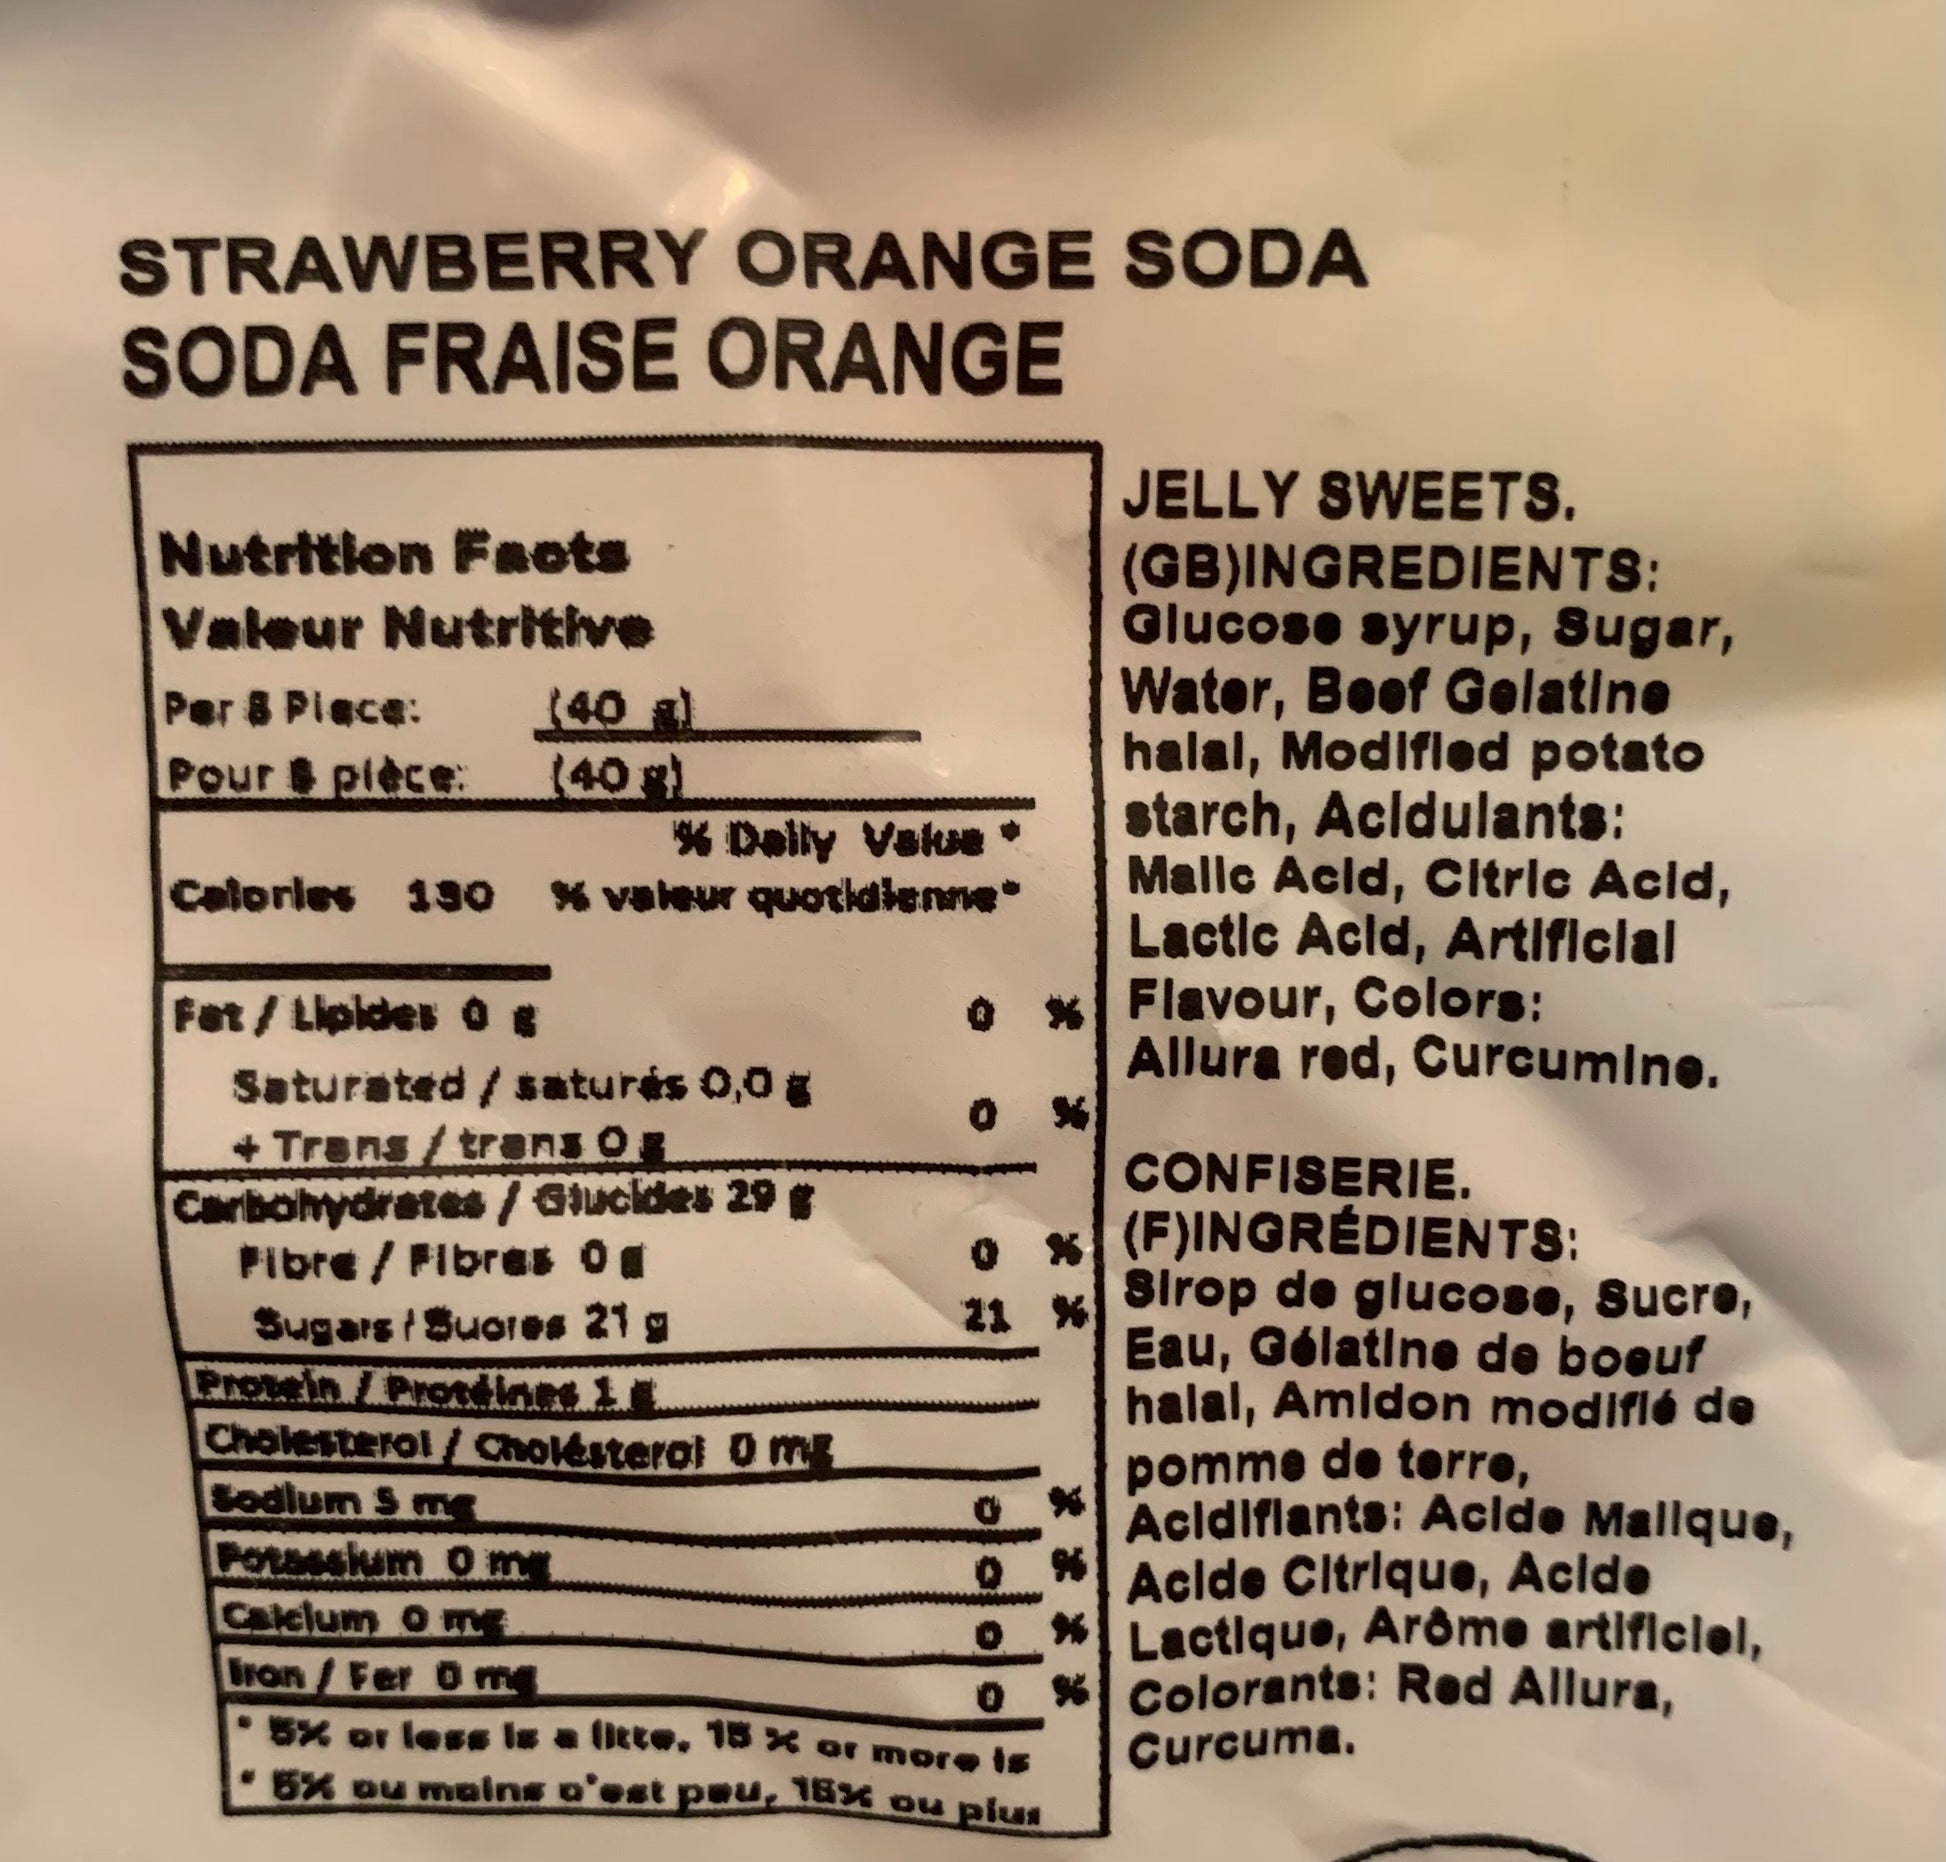 STRAWBERRY ORANGE SODA
SODA FRAISE ORANGE
Nutrition Facts
Valeur Nutritive
Per 8 Piece: (40 g)
Pour 8 pièce: (40 g)
% Daily Value *
Calories 130 % valeur quotidienne*
Fat / Lipides 0 g 0 %
Saturated / saturés 0,0 g
0 %
+ Trans / trans 0 g
Carbohydrates / Glucides 29 g
Fibre / Fibres 0 g 0 %
Sugars / Sucres 21 g 21 %
Protein / Protéines 1 g
Cholesterol / Cholésterol 0 mg
Sodium 5 mg 0 %
Potassium 0 mg 0 %
Calcium 0 mg 0 %
Iron / Fer 0 mg 0 %
* 5% or less is a litte, 15 % or more is
* 5% ou moins c'est peu, 15% ou plus
JELLY SWEETS.
(GB)INGREDIENTS:
Glucose syrup, Sugar,
Water, Beef Gelatine
halal, Modified potato
starch, Acidulants:
Malic Acid, Citric Acid,
Lactic Acid, Artificial
Flavour, Colors:
Allura red, Curcumine.
CONFISERIE.
(F)INGRÉDIENTS:
Sirop de glucose, Sucre,
Eau, Gélatine de boeuf
halal, Amidon modifié de
pomme de terre,
Acidifiants: Acide Malique,
Acide Citrique, Acide
Lactique, Arôme artificiel,
Colorants: Red Allura,
Curcuma.